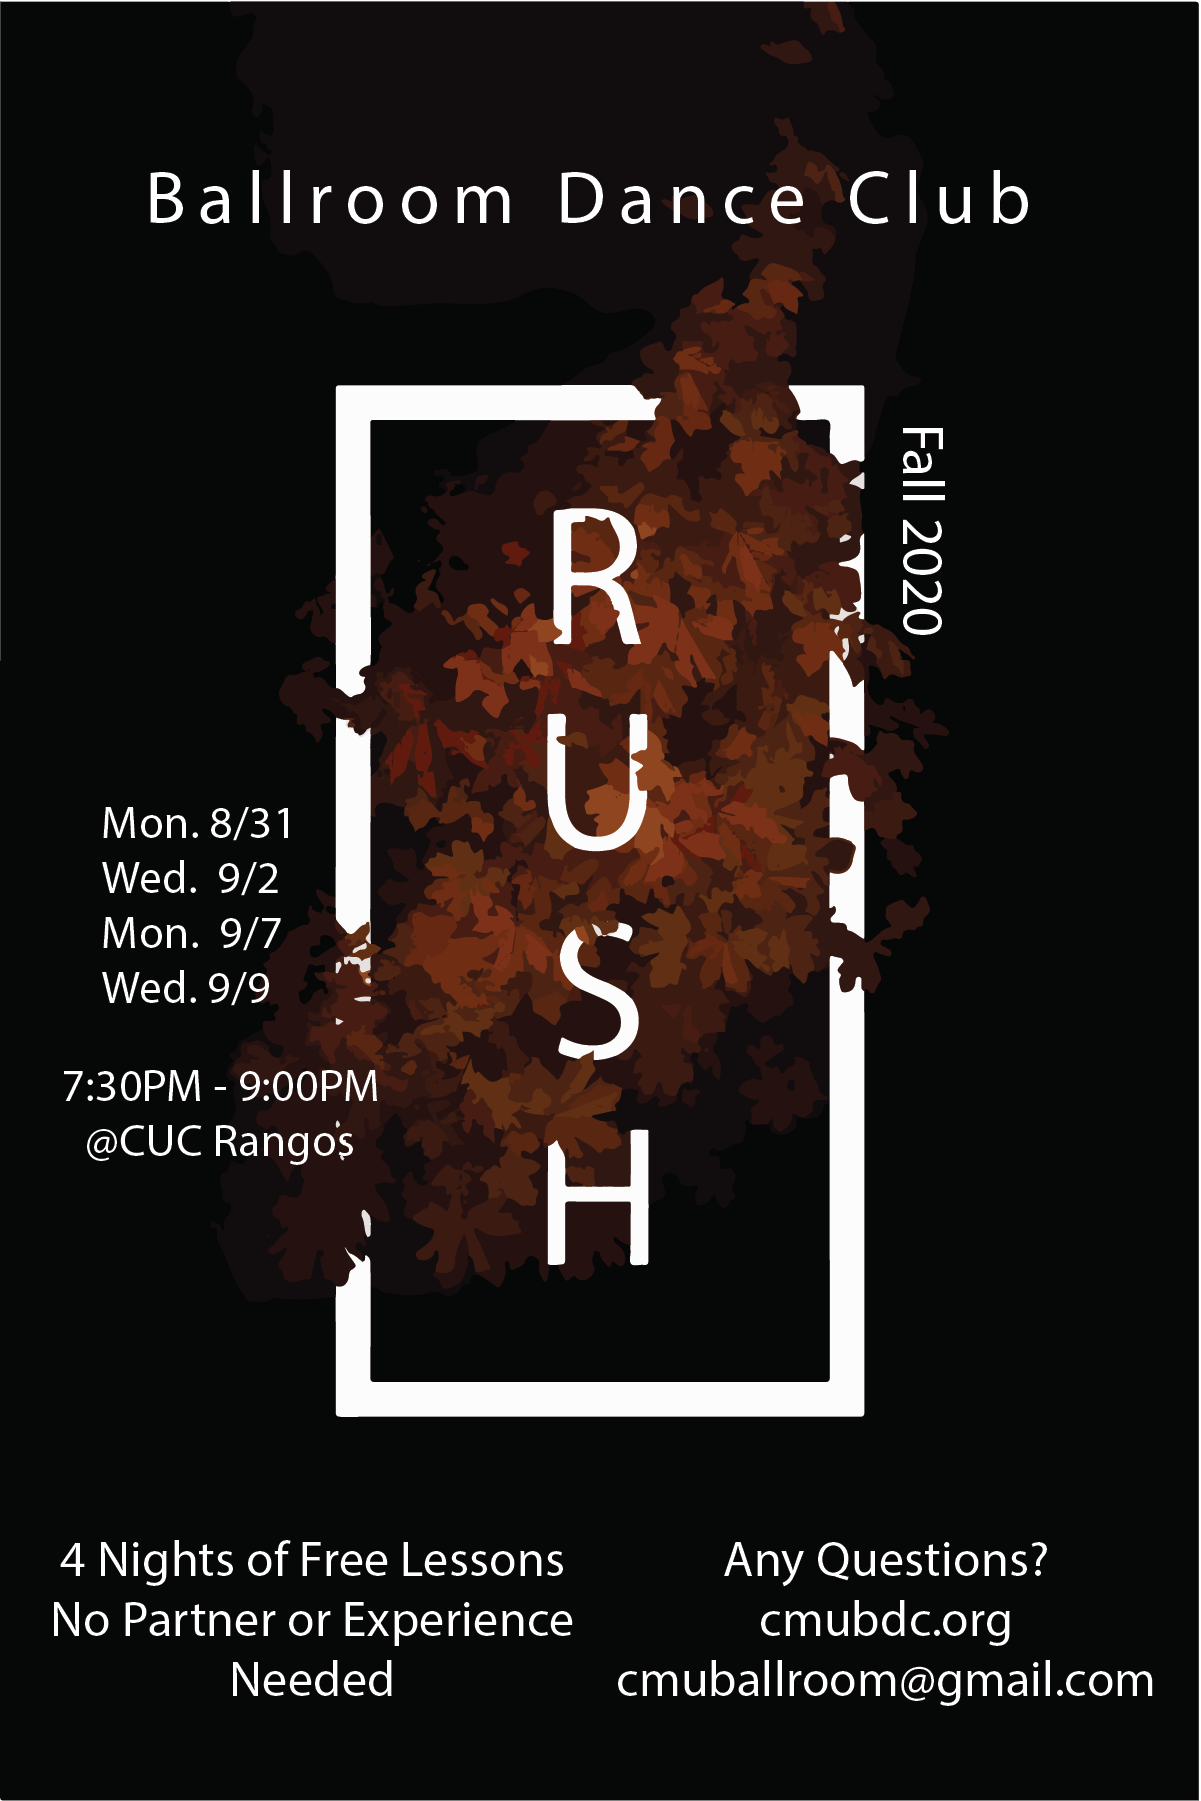 Ballroom Dance Club
Fall 2020
RUSH
Mon. 8/31
Wed. 9/2
Mon. 9/7
Wed. 9/9
7:30PM - 9:00PM
@CUC Rangos
4 Nights of Free Lessons
No Partner or Experience
Needed
Any Questions?
cmubdc.org
cmuballroom@gmail.com